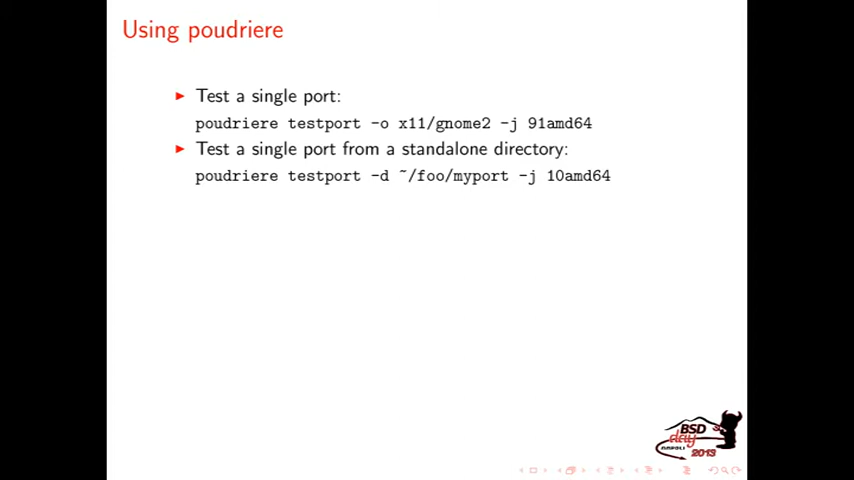 Using poudriere
Test a single port:
poudriere testport -o x11/gnome2 -j 91amd64
Test a single port from a standalone directory:
poudriere testport -d ~/foo/myport -j 10amd64
BSD
day
NAPOLI
2013